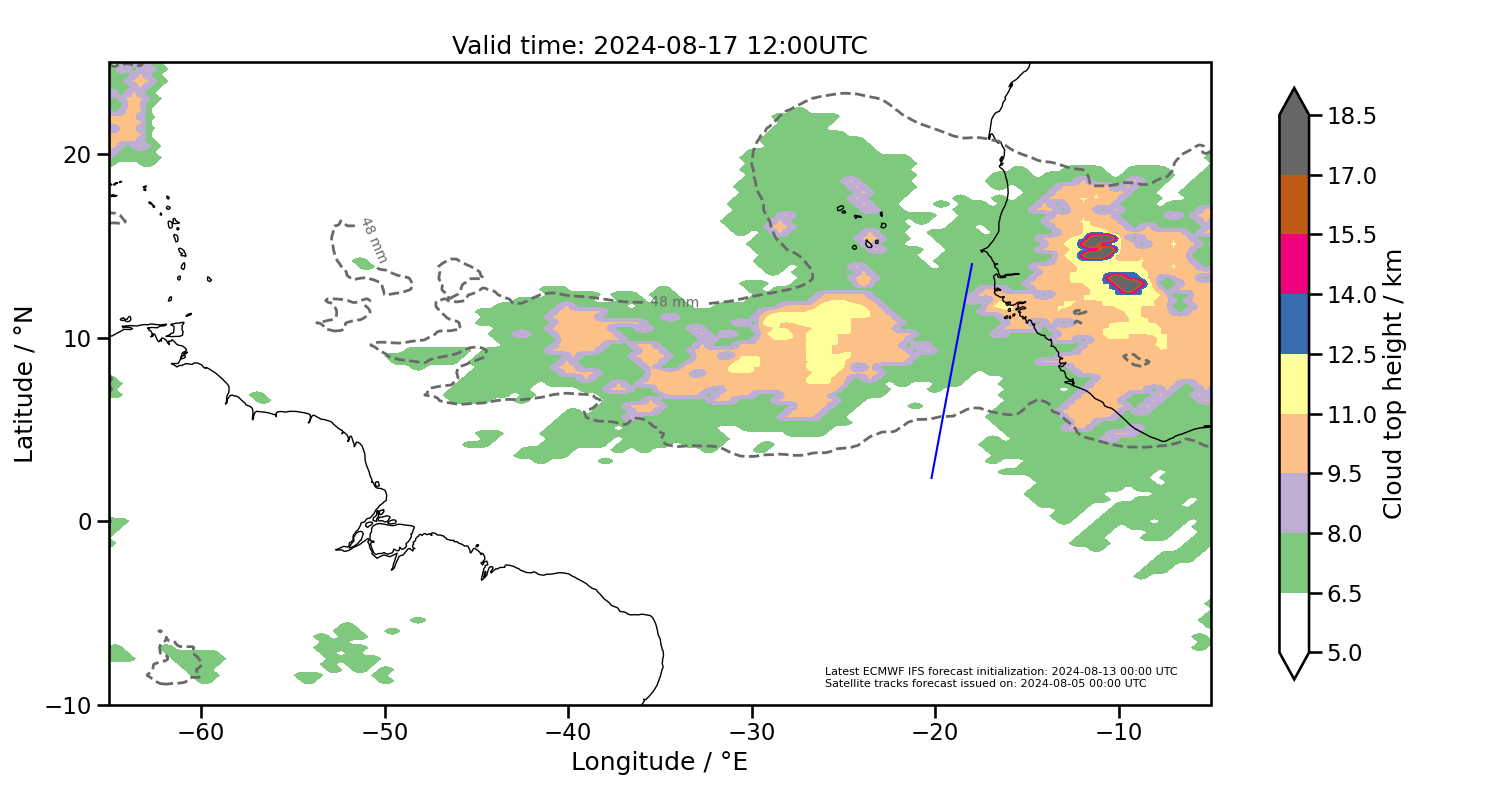 Valid time: 2024-08-17 12:00UTC
20
10
0
−10
Latitude / °N
−60
−50
−40
−30
−20
−10
Longitude / °E
48 mm
48 mm
Latest ECMWF IFS forecast initialization: 2024-08-13 00:00 UTC
Satellite tracks forecast issued on: 2024-08-05 00:00 UTC
18.5
17.0
15.5
14.0
12.5
11.0
9.5
8.0
6.5
5.0
Cloud top height / km